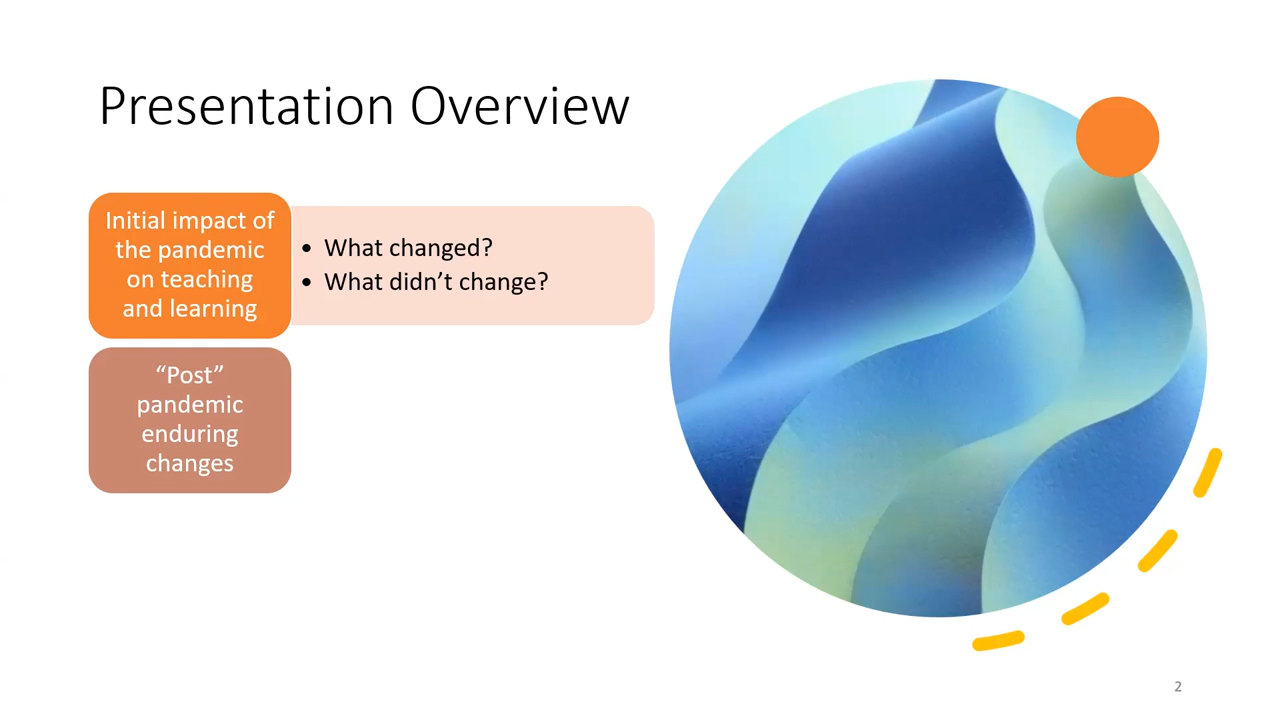 Presentation Overview
Initial impact of
the pandemic
on teaching
and learning
• What changed?
• What didn’t change?
“Post”
pandemic
enduring
changes
2